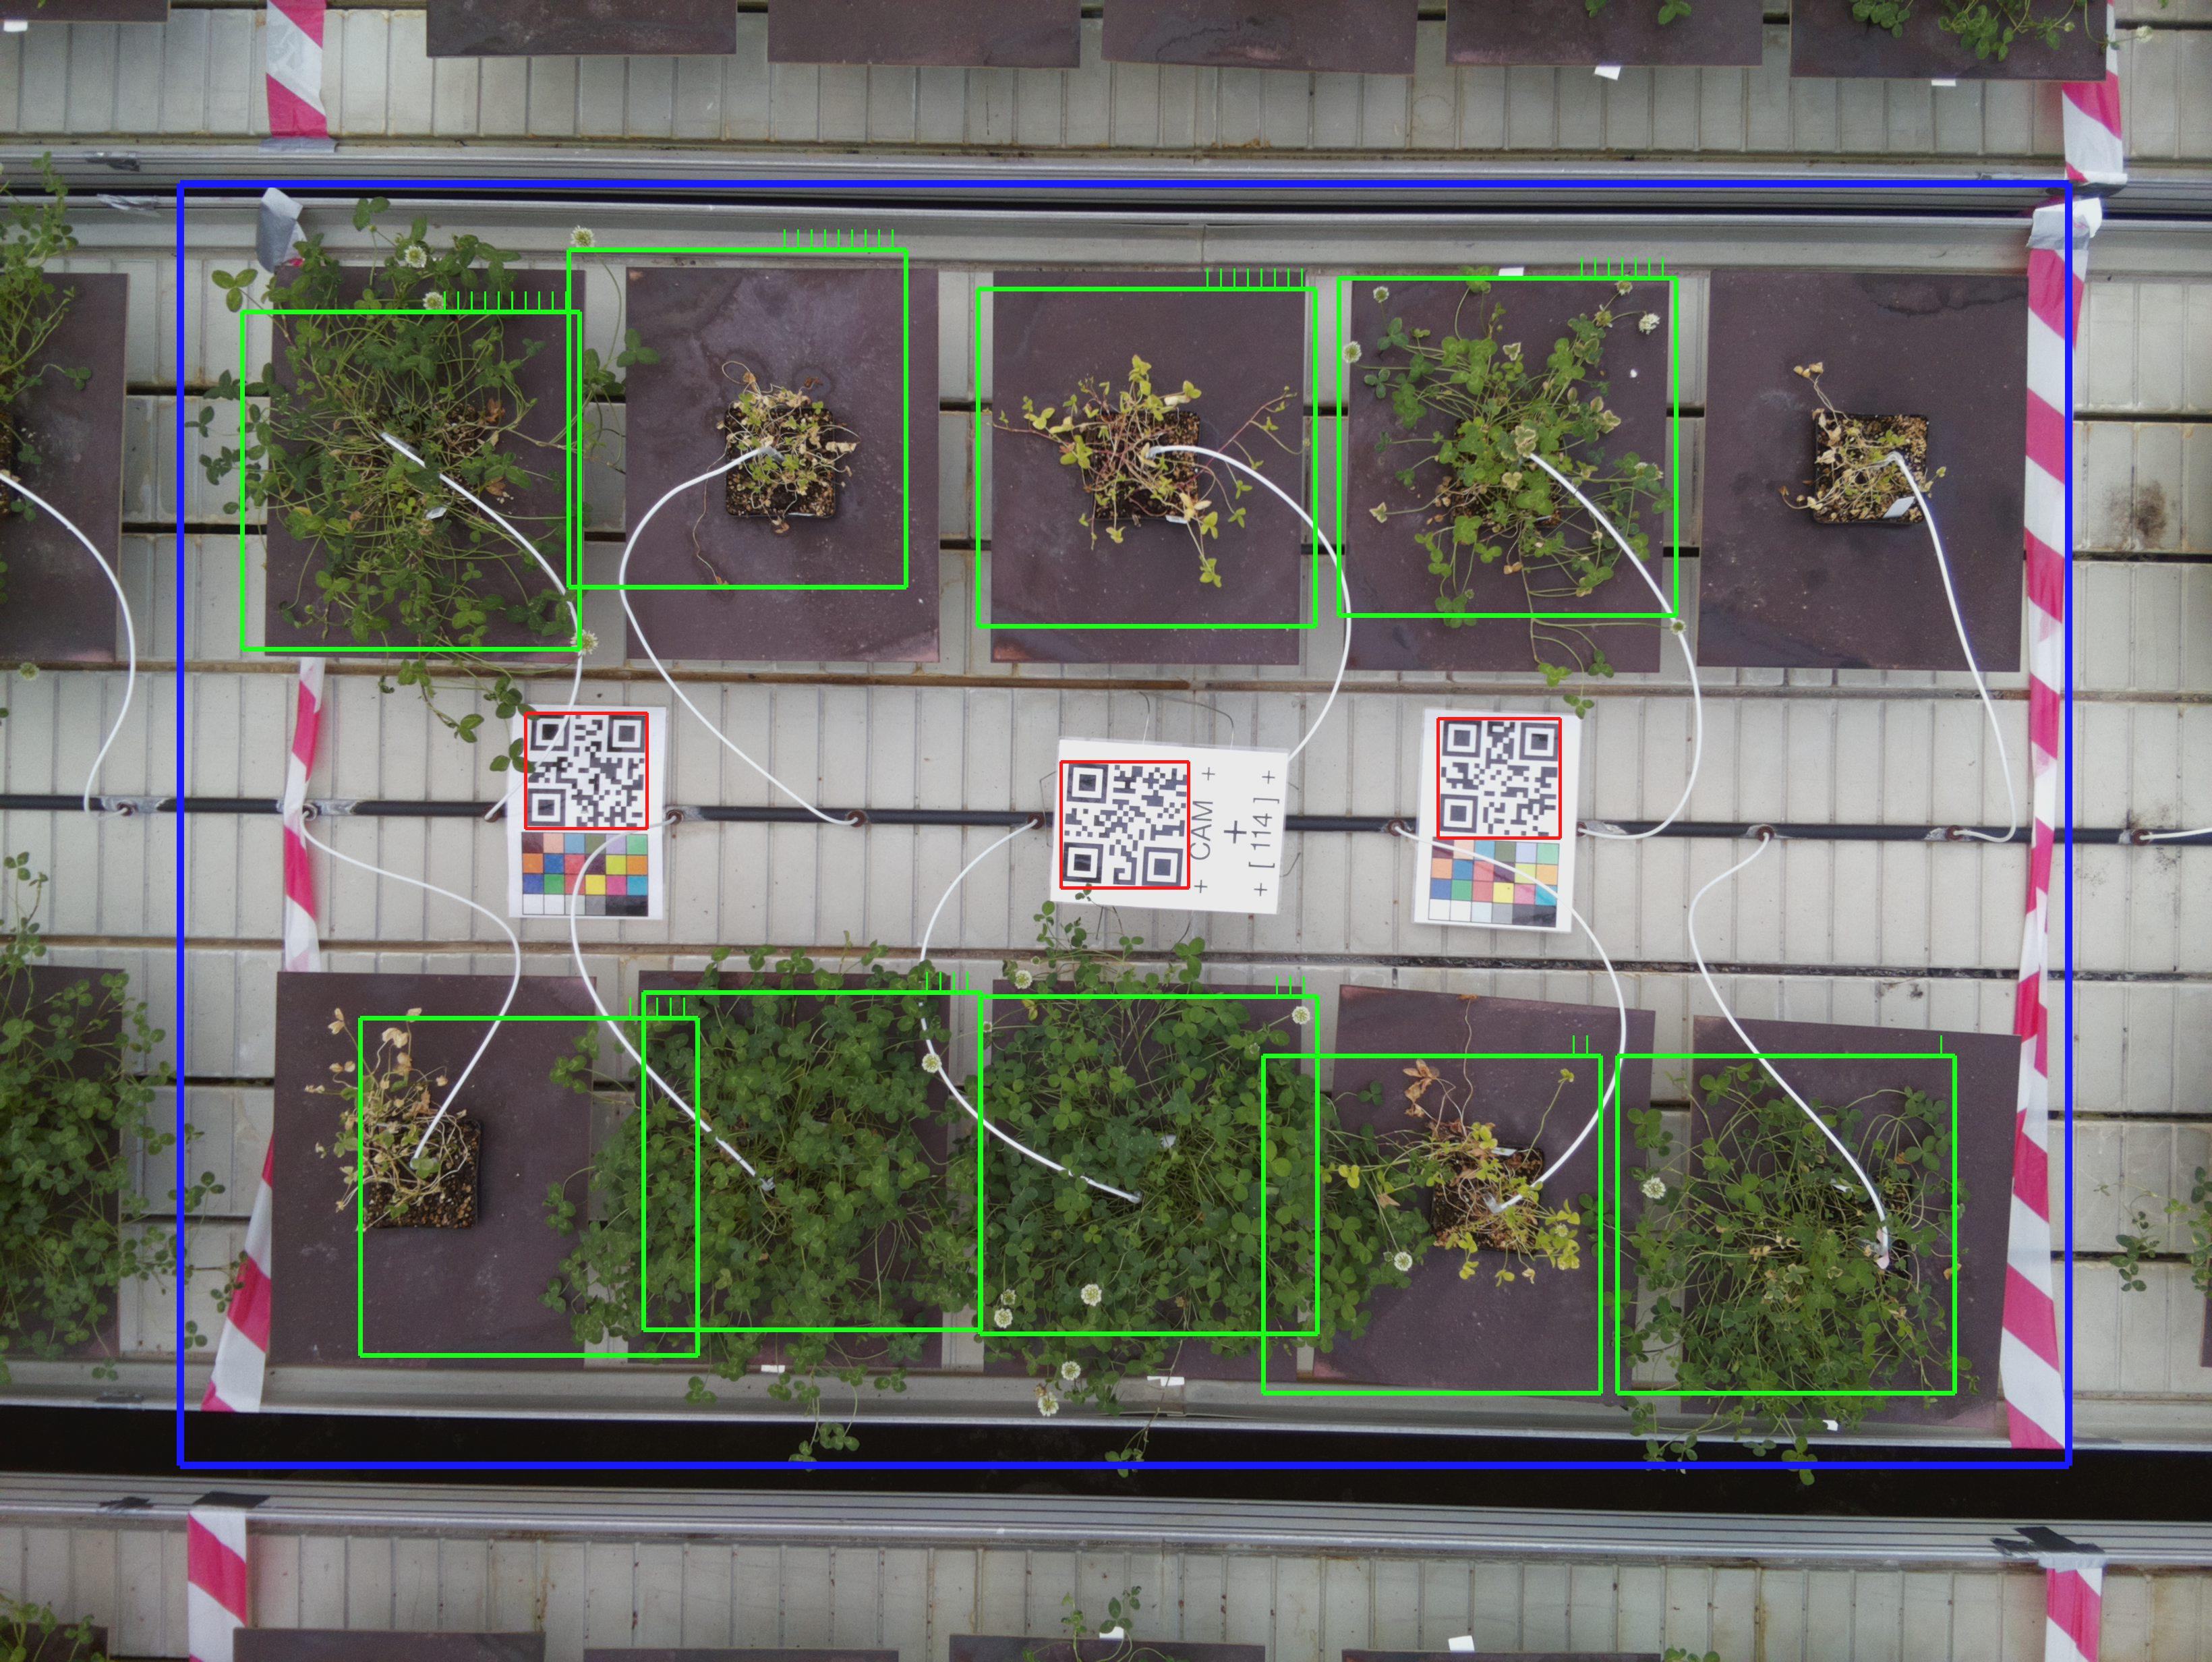 + CAM +
+
+ [ 114 ] +